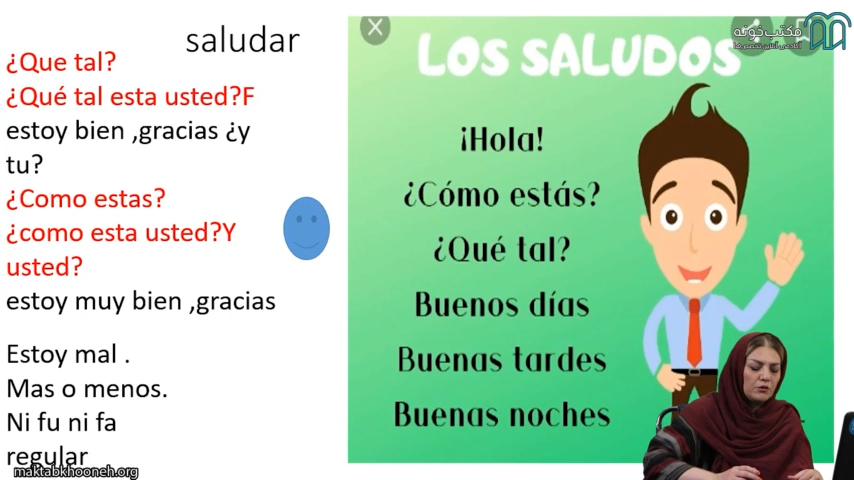 saludar
¿Que tal?
¿Qué tal esta usted?F
estoy bien ,gracias ¿y
tu?
¿Como estas?
¿como esta usted?Y
usted?
estoy muy bien ,gracias
Estoy mal .
Mas o menos.
Ni fu ni fa
regular
maktabkhooneh.org
LOS SALUDOS
¡Hola!
¿Cómo estás?
¿Qué tal?
Buenos días
Buenas tardes
Buenas noches
مکتب‌خونه